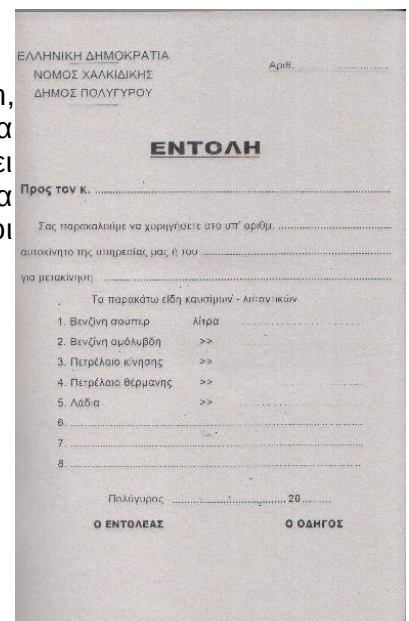 ΕΛΛΗΝΙΚΗ ΔΗΜΟΚΡΑΤΙΑ
ΝΟΜΟΣ ΧΑΛΚΙΔΙΚΗΣ
ΔΗΜΟΣ ΠΟΛΥΓΥΡΟΥ
Αριθ.
ΕΝΤΟΛΗ
Προς τον κ.
Σας παρακαλούμε να χορηγήσετε στο υπ' αριθμ.
αυτοκίνητο της υπηρεσίας μας ή του
για μετακίνηση
Τα παρακάτω είδη καυσίμων - λιπαντικών
1. Βενζίνη σούπερ λίτρα
2. Βενζίνη αμόλυβδη >>
3. Πετρέλαιο κίνησης >>
4. Πετρέλαιο θέρμανης >>
5. Λάδια >>
6.
7.
8.
Πολύγυρος 20
Ο ΕΝΤΟΛΕΑΣ Ο ΟΔΗΓΟΣ